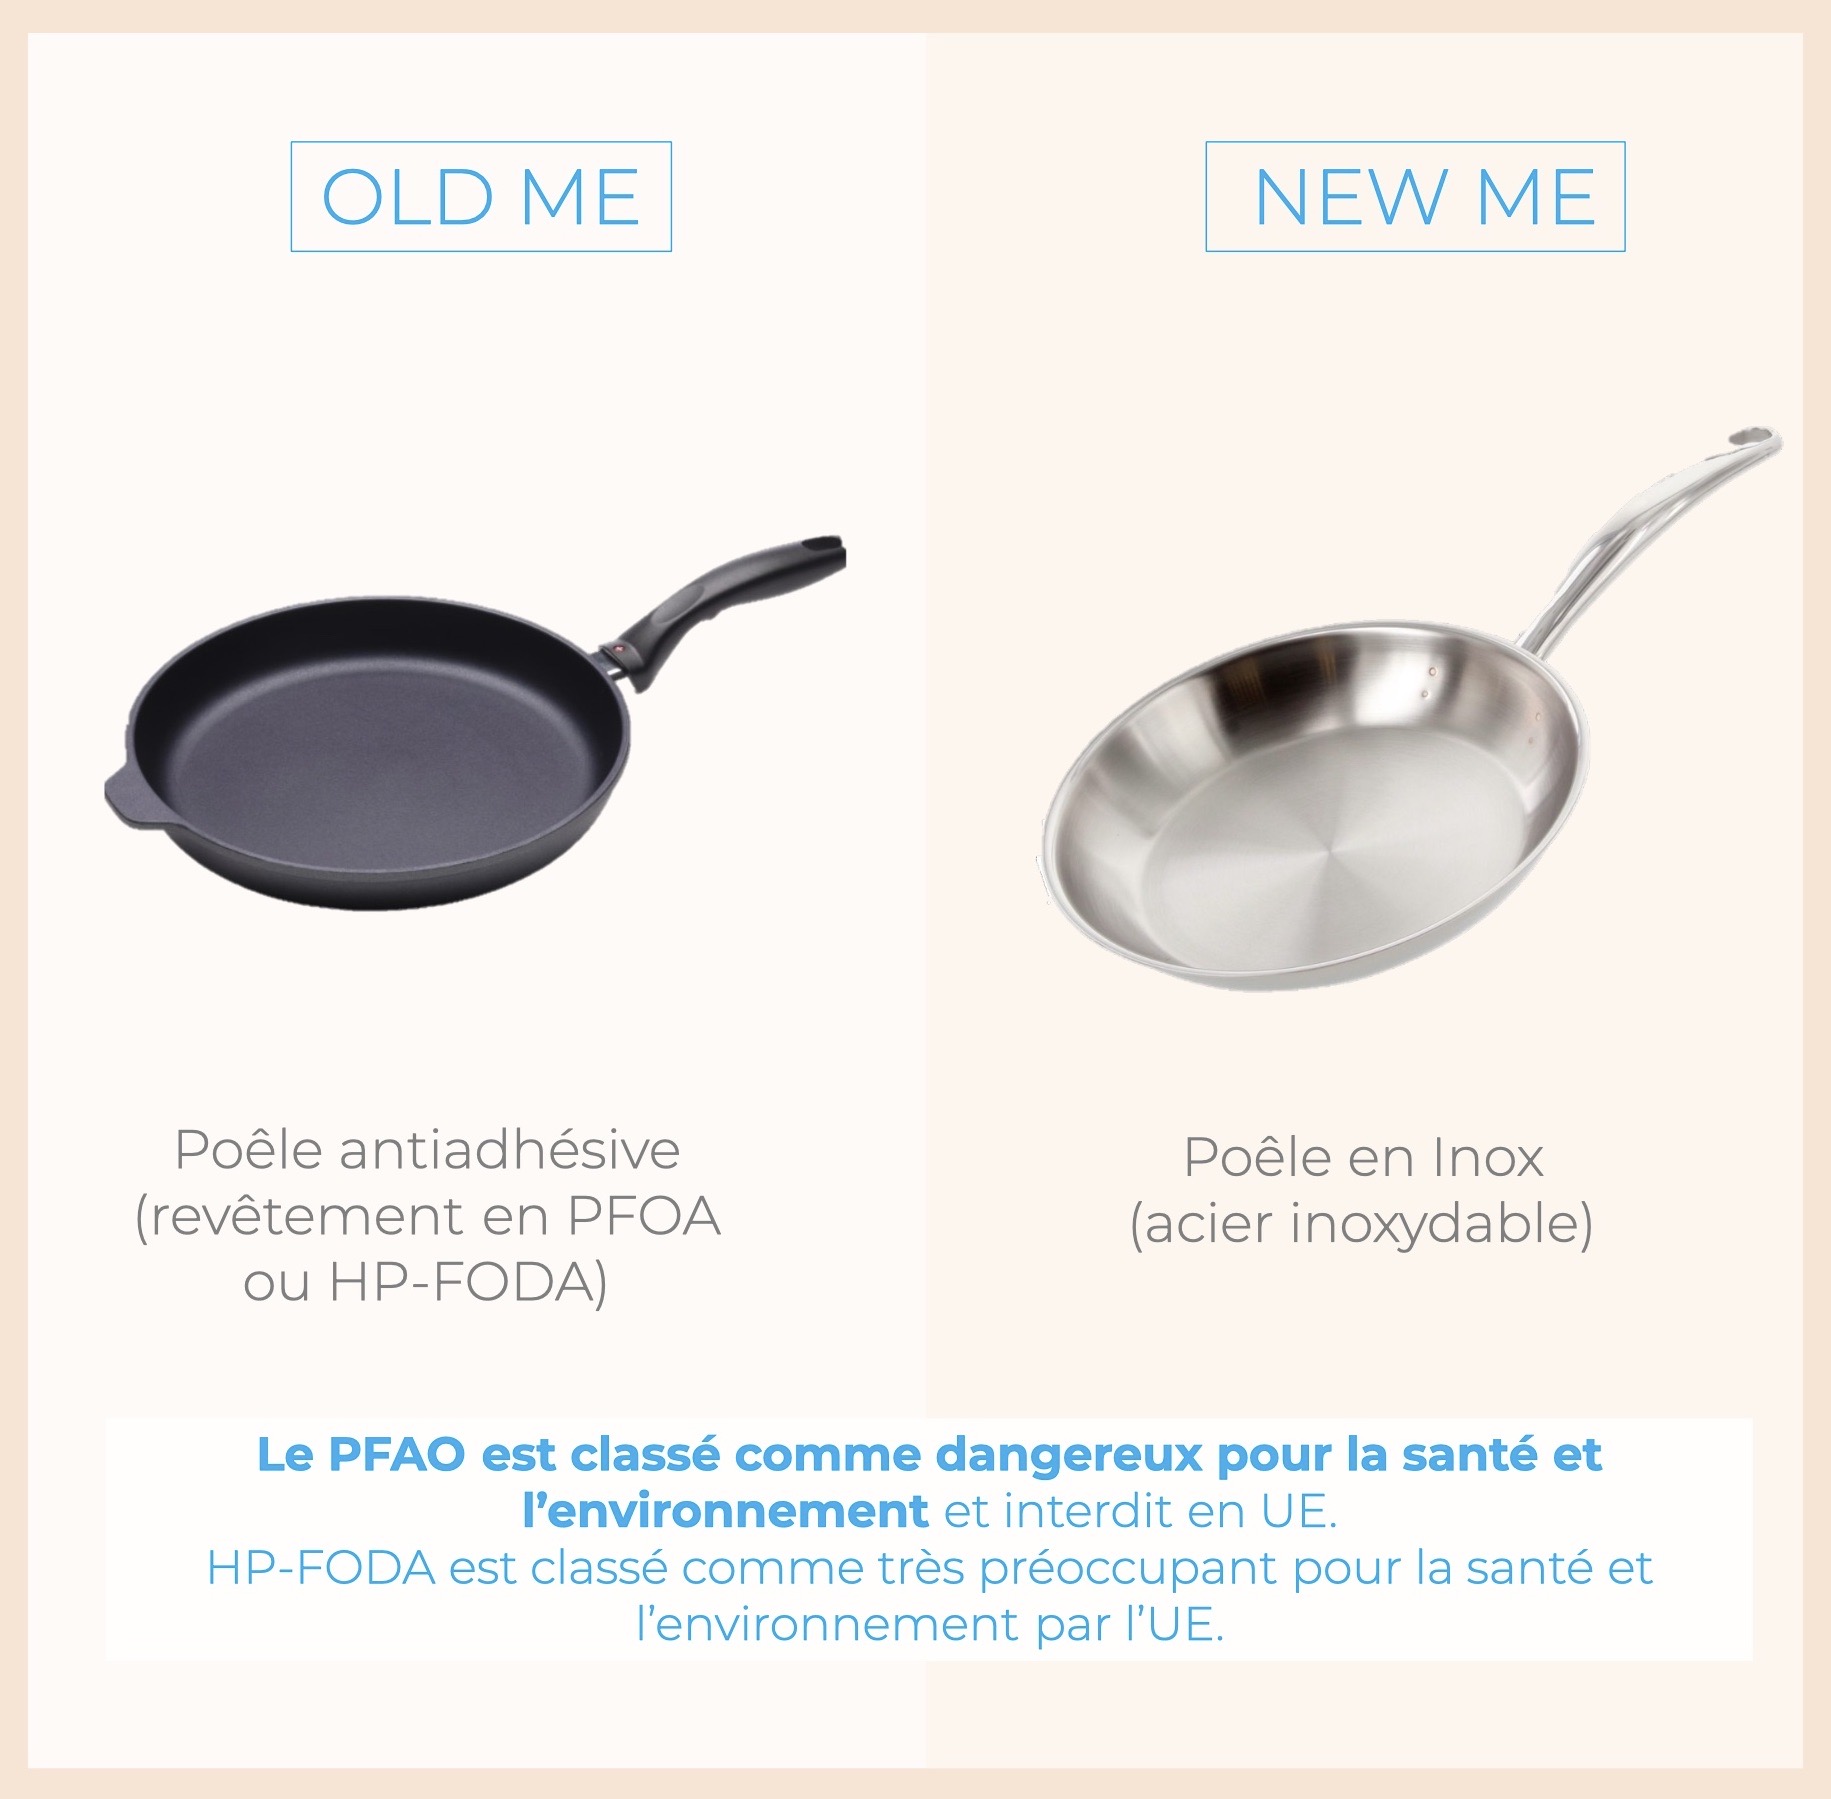 OLD ME
NEW ME
Poêle antiadhésive
(revêtement en PFOA
ou HP-FODA)
Poêle en Inox
(acier inoxydable)
Le PFAO est classé comme dangereux pour la santé et
l'environnement et interdit en UE.
HP-FODA est classé comme très préoccupant pour la santé et
l'environnement par l'UE.